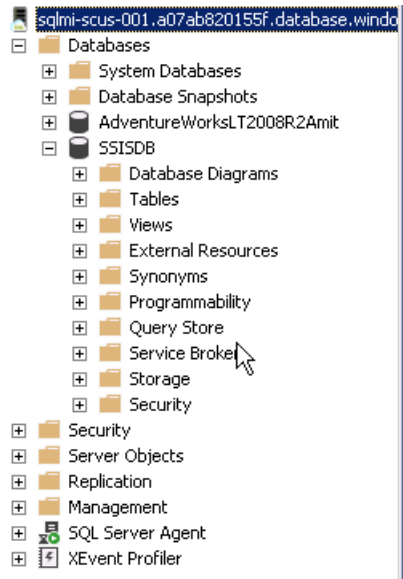 sqlmi-scus-001.a07ab820155f.database.windo
Databases
System Databases
Database Snapshots
AdventureWorksLT2008R2Amit
SSISDB
Database Diagrams
Tables
Views
External Resources
Synonyms
Programmability
Query Store
Service Broker
Storage
Security
Security
Server Objects
Replication
Management
SQL Server Agent
XEvent Profiler